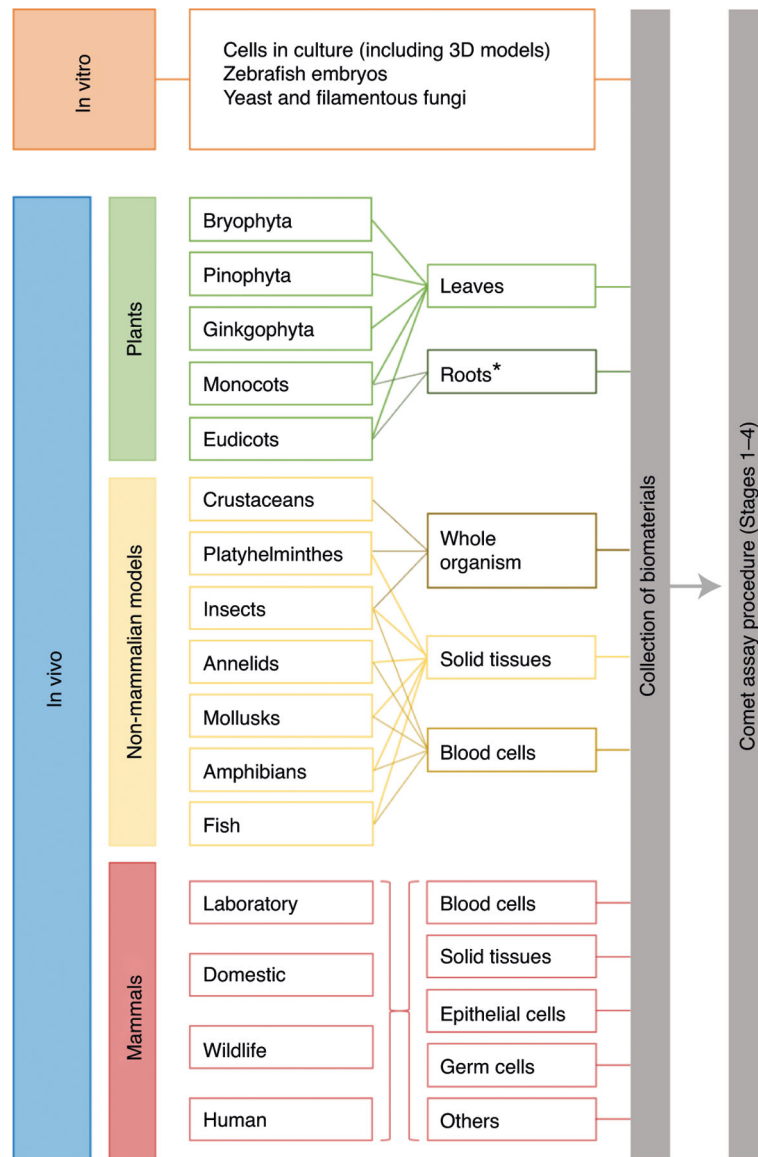 In vitro
Cells in culture (including 3D models)
Zebrafish embryos
Yeast and filamentous fungi
In vivo
Plants
Bryophyta
Pinophyta
Ginkgophyta
Monocots
Eudicots
Leaves
Roots*
Non-mammalian models
Crustaceans
Platyhelminthes
Insects
Annelids
Mollusks
Amphibians
Fish
Whole
organism
Solid tissues
Blood cells
Mammals
Laboratory
Domestic
Wildlife
Human
Blood cells
Solid tissues
Epithelial cells
Germ cells
Others
Collection of biomaterials
Comet assay procedure (Stages 1–4)